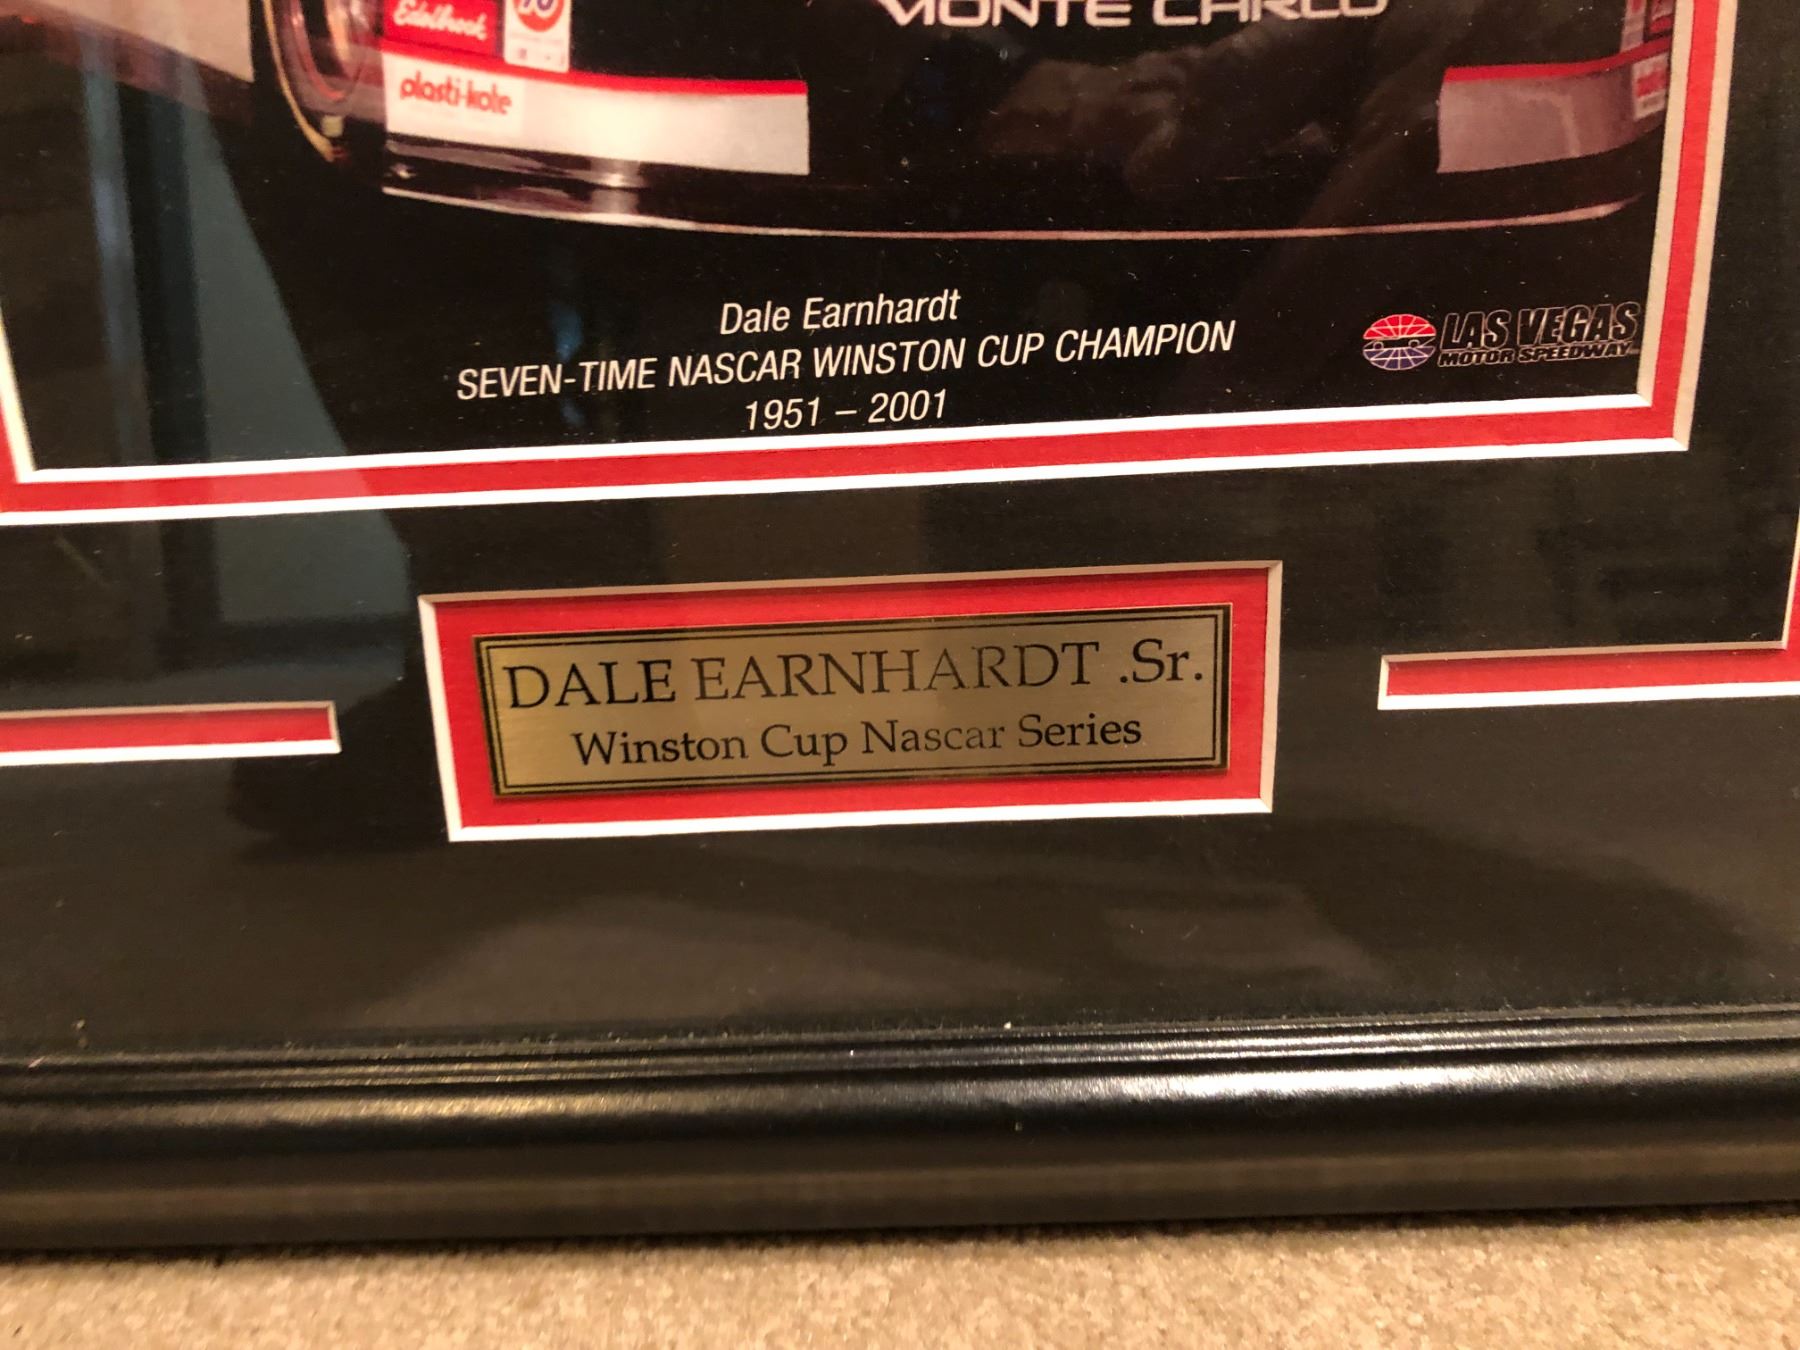 Edelbrock
plasti-kote
MONTE CARLO
Dale Earnhardt
SEVEN-TIME NASCAR WINSTON CUP CHAMPION
1951 – 2001
LAS VEGAS
MOTOR SPEEDWAY
DALE EARNHARDT .Sr.
Winston Cup Nascar Series